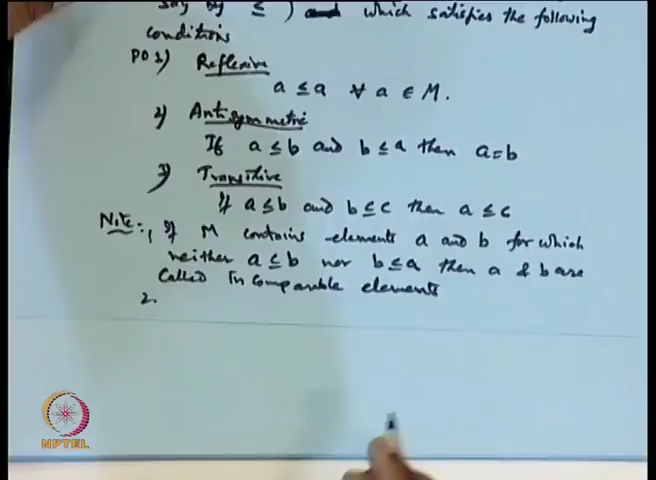 say by ≤ ) which satisfies the following
conditions
PO 1) Reflexive
a ≤ a ∀ a ∈ M.
2) Antisymmetric
If a ≤ b and b ≤ a then a = b
3) Transitive
If a ≤ b and b ≤ c then a ≤ c
Note:- 1 If M contains elements a and b for which
neither a ≤ b nor b ≤ a then a & b are
Called Incomparable elements
2.
NPTEL